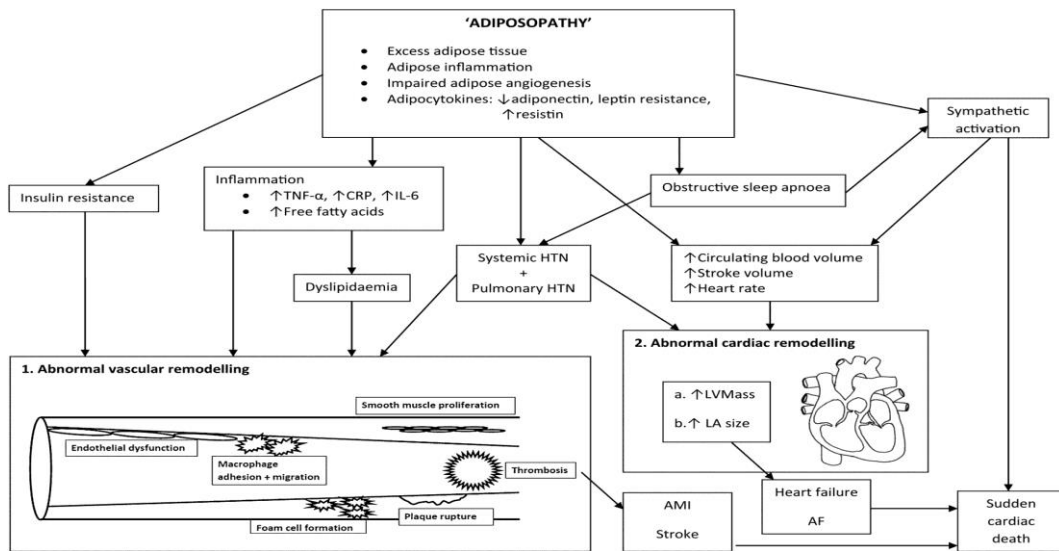 ‘ADIPOSOPATHY’
• Excess adipose tissue
• Adipose inflammation
• Impaired adipose angiogenesis
• Adipocytokines: ↓adiponectin, leptin resistance,
↑resistin
Sympathetic
activation
Insulin resistance
Inflammation
• ↑TNF-α, ↑CRP, ↑IL-6
• ↑Free fatty acids
Obstructive sleep apnoea
Dyslipidaemia
Systemic HTN
+
Pulmonary HTN
↑Circulating blood volume
↑Stroke volume
↑Heart rate
1. Abnormal vascular remodelling
Smooth muscle proliferation
Endothelial dysfunction
Macrophage
adhesion + migration
Thrombosis
Foam cell formation
Plaque rupture
2. Abnormal cardiac remodelling
a. ↑LVMass
b.↑ LA size
AMI
Stroke
Heart failure
AF
Sudden
cardiac
death